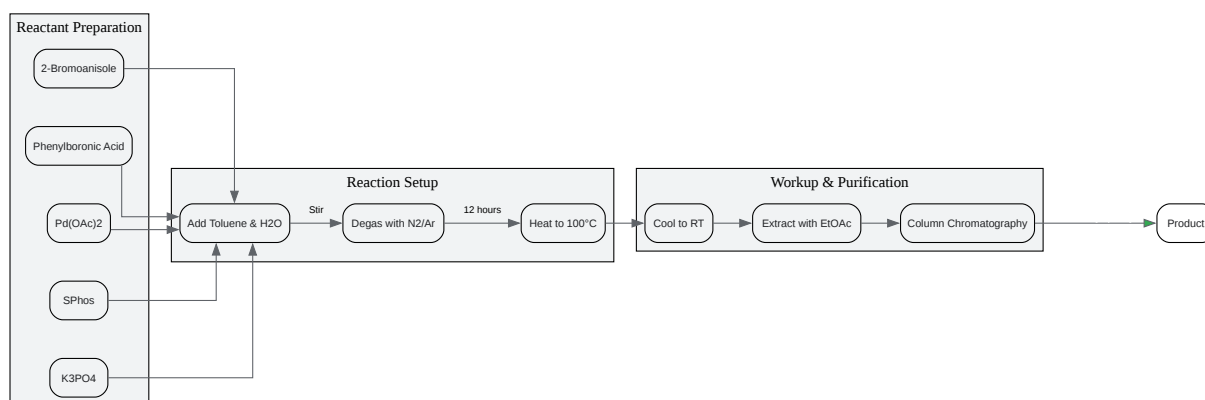 Reactant Preparation
2-Bromoanisole
Phenylboronic Acid
Pd(OAc)2
SPhos
K3PO4
Reaction Setup
Add Toluene & H2O
Stir
Degas with N2/Ar
12 hours
Heat to 100°C
Workup & Purification
Cool to RT
Extract with EtOAc
Column Chromatography
Product